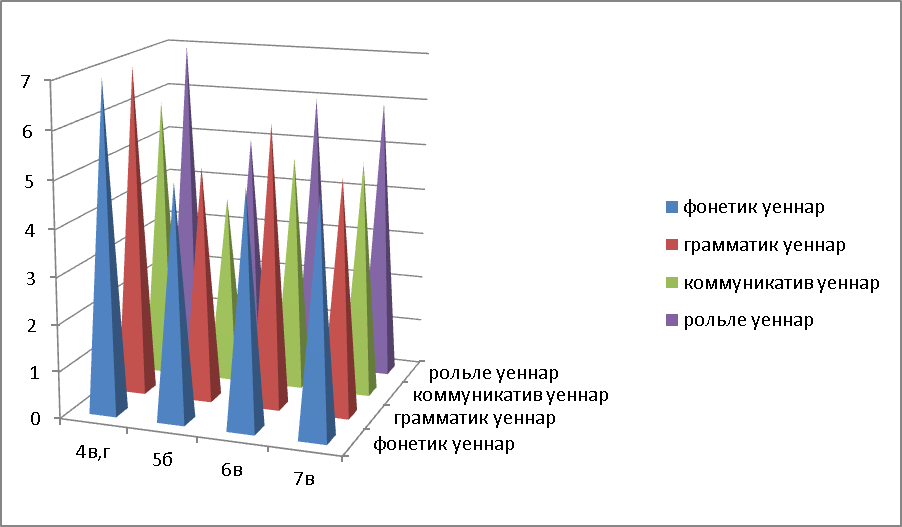 7
6
5
4
3
2
1
0
4в,г
5б
6в
7в
рольле уеннар
коммуникатив уеннар
грамматик уеннар
фонетик уеннар
фонетик уеннар
грамматик уеннар
коммуникатив уеннар
рольле уеннар